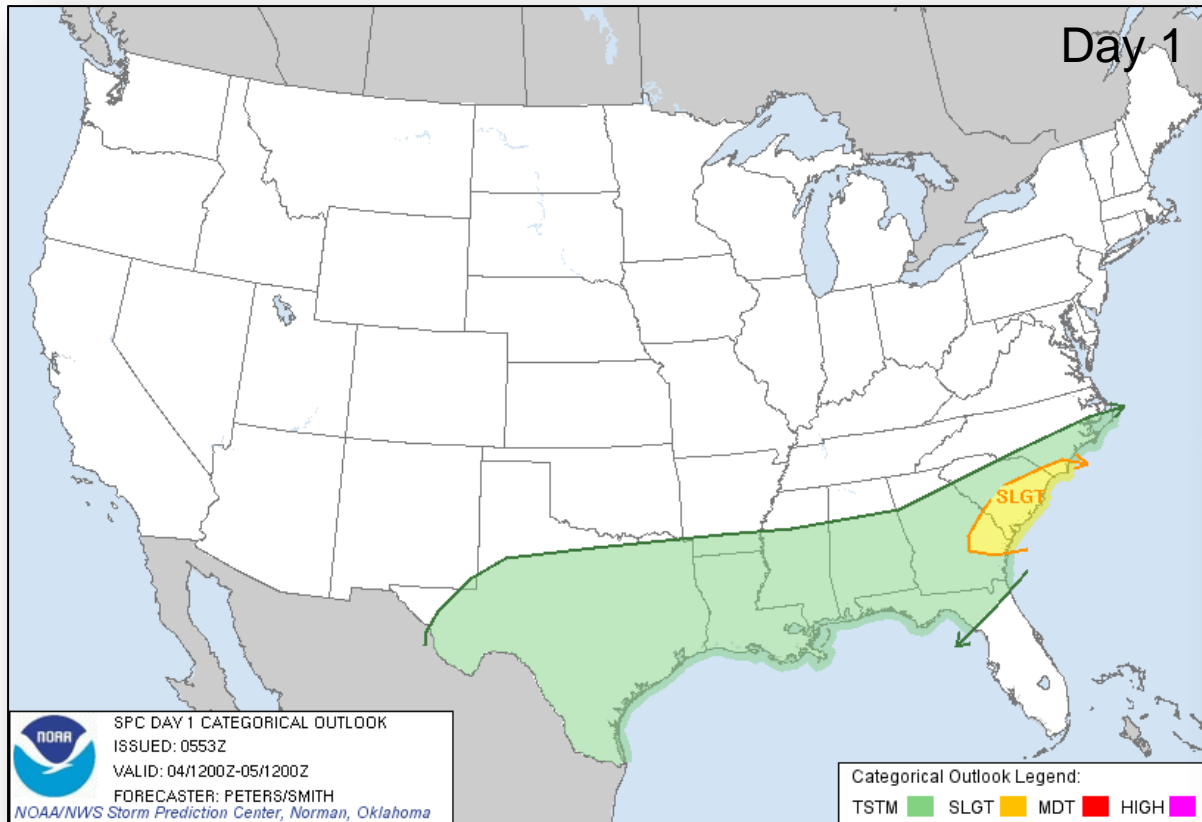 Day 1
SLGT
NOAA
SPC DAY 1 CATEGORICAL OUTLOOK
ISSUED: 0553Z
VALID: 04/1200Z-05/1200Z
FORECASTER: PETERS/SMITH
NOAA/NWS Storm Prediction Center, Norman, Oklahoma
Categorical Outlook Legend:
TSTM SLGT MDT HIGH